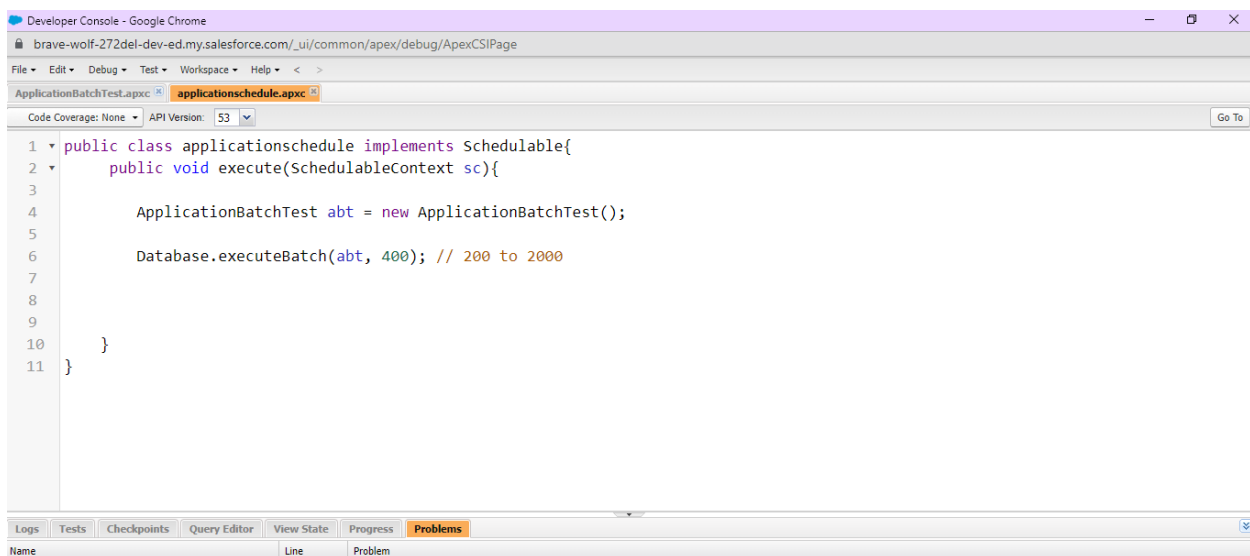 Developer Console - Google Chrome
brave-wolf-272del-dev-ed.my.salesforce.com/_ui/common/apex/debug/ApexCSIPage
File Edit Debug Test Workspace Help < >
ApplicationBatchTest.apxc applicationschedule.apxc
Code Coverage: None API Version: 53 Go To
1 public class applicationschedule implements Schedulable{
2 public void execute(SchedulableContext sc){
3
4 ApplicationBatchTest abt = new ApplicationBatchTest();
5
6 Database.executeBatch(abt, 400); // 200 to 2000
7
8
9
10 }
11 }
Logs Tests Checkpoints Query Editor View State Progress Problems
Name Line Problem